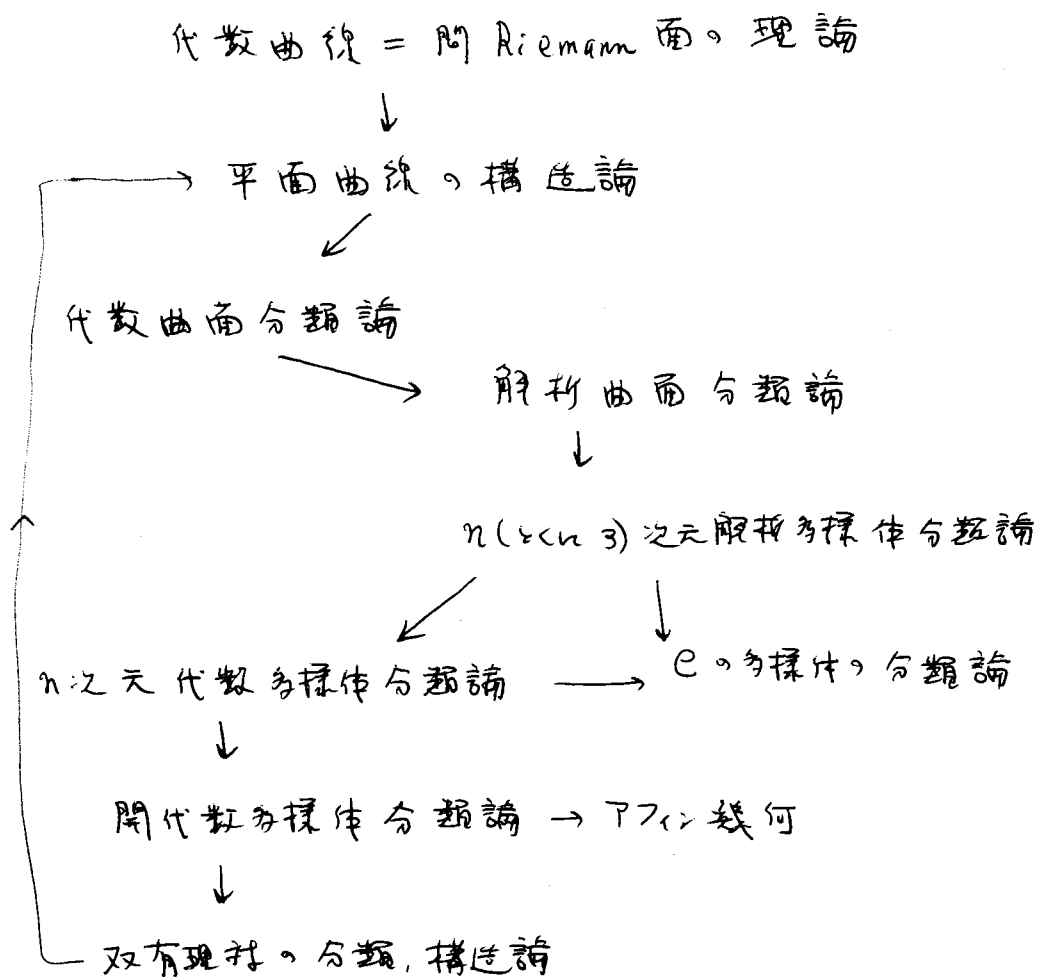 代数曲線 = 閉 Riemann 面の理論
平面曲線の構造論
代数曲面分類論
解析曲面分類論
n(とくに 3)次元解析多様体分類論
n次元代数多様体分類論
Cの多様体の分類論
開代数多様体分類論 → アフィン幾何
双有理対の分類, 構造論